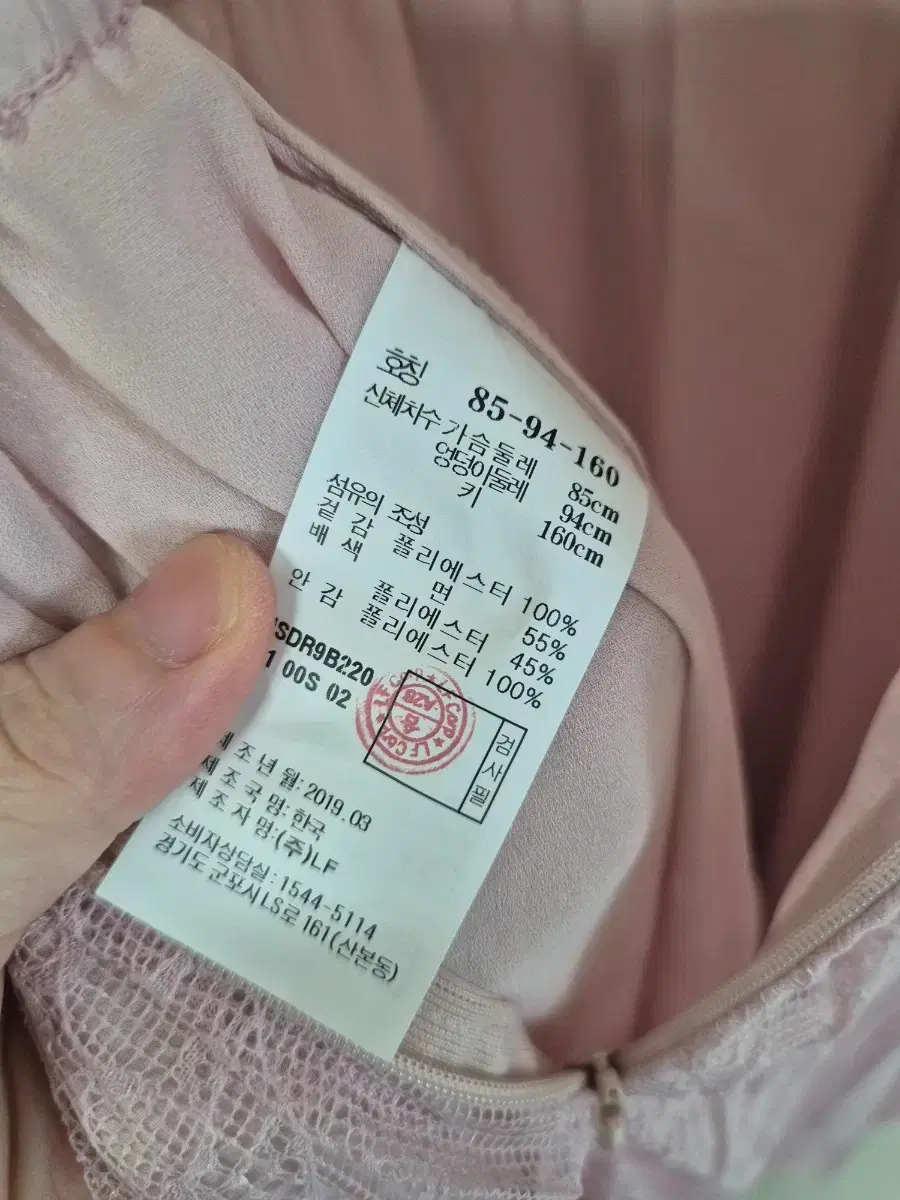 호칭 85-94-160
신체치수 가슴둘레 85cm
엉덩이둘레 94cm
키 160cm
섬유의 조성
겉감 폴리에스터 100%
배색 면 55%
폴리에스터 45%
안감 폴리에스터 100%
SDR9B220
1 00S 02
LF Corp
검사필
제조년월: 2019.03
제조국명: 한국
제조자명: (주)LF
소비자상담실: 1544-5114
경기도 군포시 LS로 161(산본동)